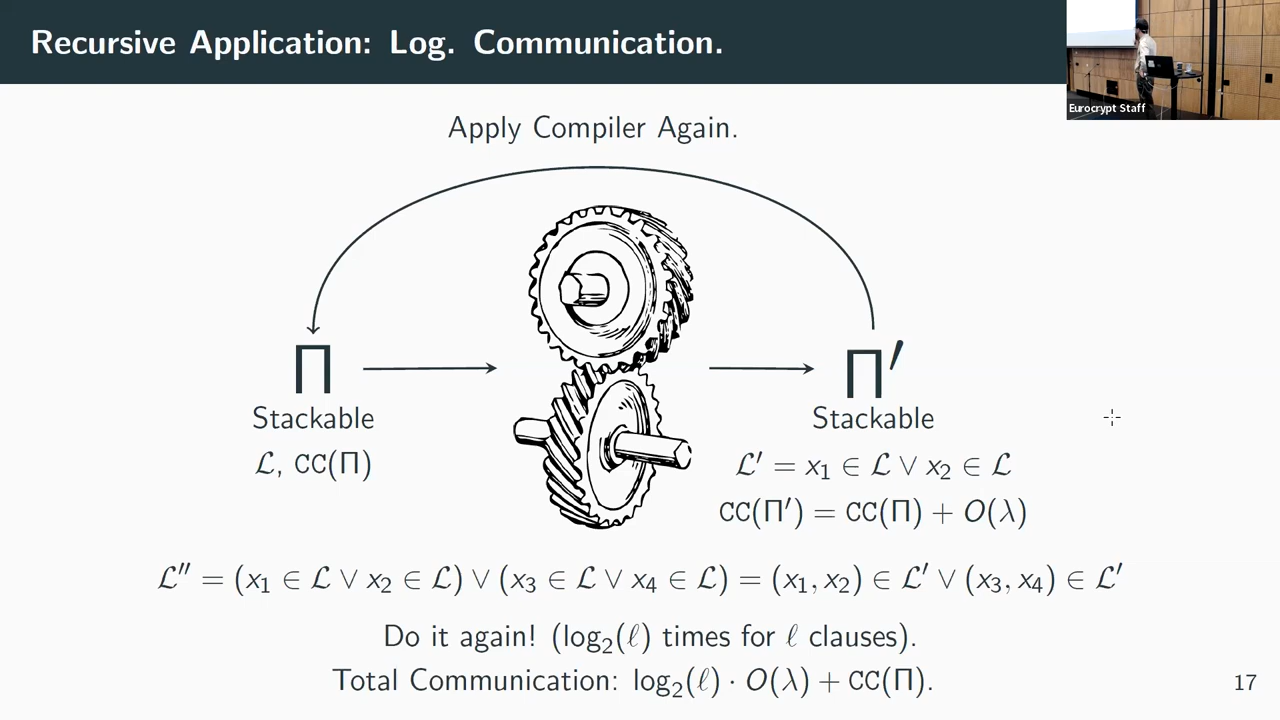 Recursive Application: Log. Communication.
Eurocrypt Staff
Apply Compiler Again.
Π
Π′
Stackable
Stackable
ℒ, CC(Π)
ℒ′ = x₁ ∈ ℒ ∨ x₂ ∈ ℒ
CC(Π′) = CC(Π) + O(λ)
ℒ″ = (x₁ ∈ ℒ ∨ x₂ ∈ ℒ) ∨ (x₃ ∈ ℒ ∨ x₄ ∈ ℒ) = (x₁, x₂) ∈ ℒ′ ∨ (x₃, x₄) ∈ ℒ′
Do it again! (log₂(ℓ) times for ℓ clauses).
Total Communication: log₂(ℓ) · O(λ) + CC(Π).
17